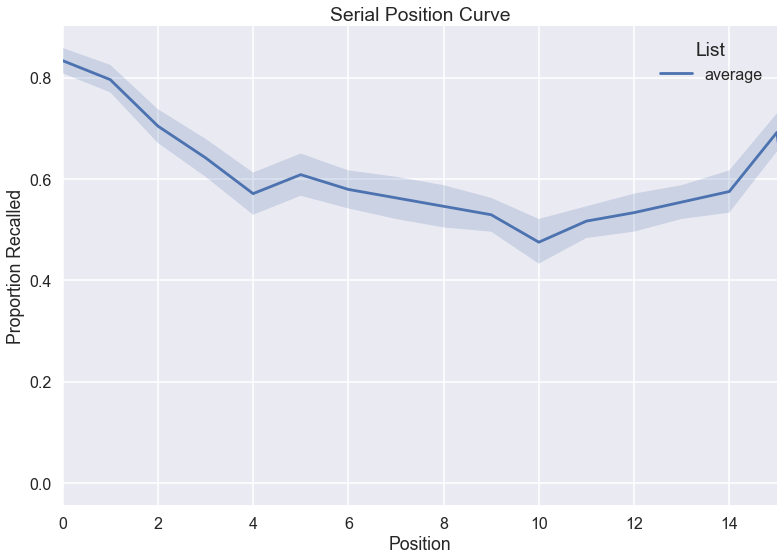 Serial Position Curve
List
average
Proportion Recalled
0.8
0.6
0.4
0.2
0.0
0 2 4 6 8 10 12 14
Position